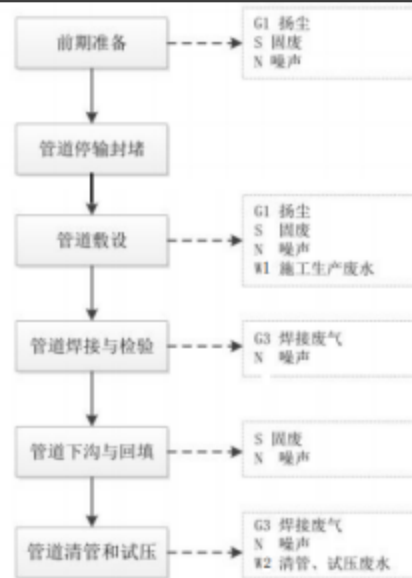 前期准备
G1 扬尘
S 固废
N 噪声
管道停输封堵
管道敷设
G1 扬尘
S 固废
N 噪声
W1 施工生产废水
管道焊接与检验
G3 焊接废气
N 噪声
管道下沟与回填
S 固废
N 噪声
管道清管和试压
G3 焊接废气
N 噪声
W2 清管、试压废水